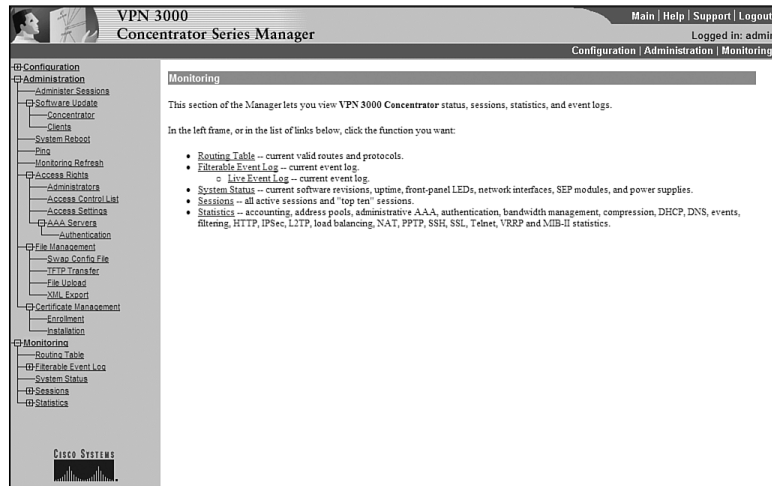 VPN 3000
Concentrator Series Manager
Main | Help | Support | Logout
Logged in: admin
Configuration | Administration | Monitoring
Configuration
Administration
Administer Sessions
Software Update
Concentrator
Clients
System Reboot
Ping
Monitoring Refresh
Access Rights
Administrators
Access Control List
Access Settings
AAA Servers
Authentication
File Management
Swap Config File
TFTP Transfer
File Upload
XML Export
Certificate Management
Enrollment
Installation
Monitoring
Routing Table
Filterable Event Log
System Status
Sessions
Statistics
CISCO SYSTEMS
Monitoring
This section of the Manager lets you view VPN 3000 Concentrator status, sessions, statistics, and event logs.
In the left frame, or in the list of links below, click the function you want:
Routing Table -- current valid routes and protocols.
Filterable Event Log -- current event log.
Live Event Log -- current event log.
System Status -- current software revisions, uptime, front-panel LEDs, network interfaces, SEP modules, and power supplies.
Sessions -- all active sessions and "top ten" sessions.
Statistics -- accounting, address pools, administrative AAA, authentication, bandwidth management, compression, DHCP, DNS, events,
filtering, HTTP, IPSec, L2TP, load balancing, NAT, PPTP, SSH, SSL, Telnet, VRRP and MIB-II statistics.